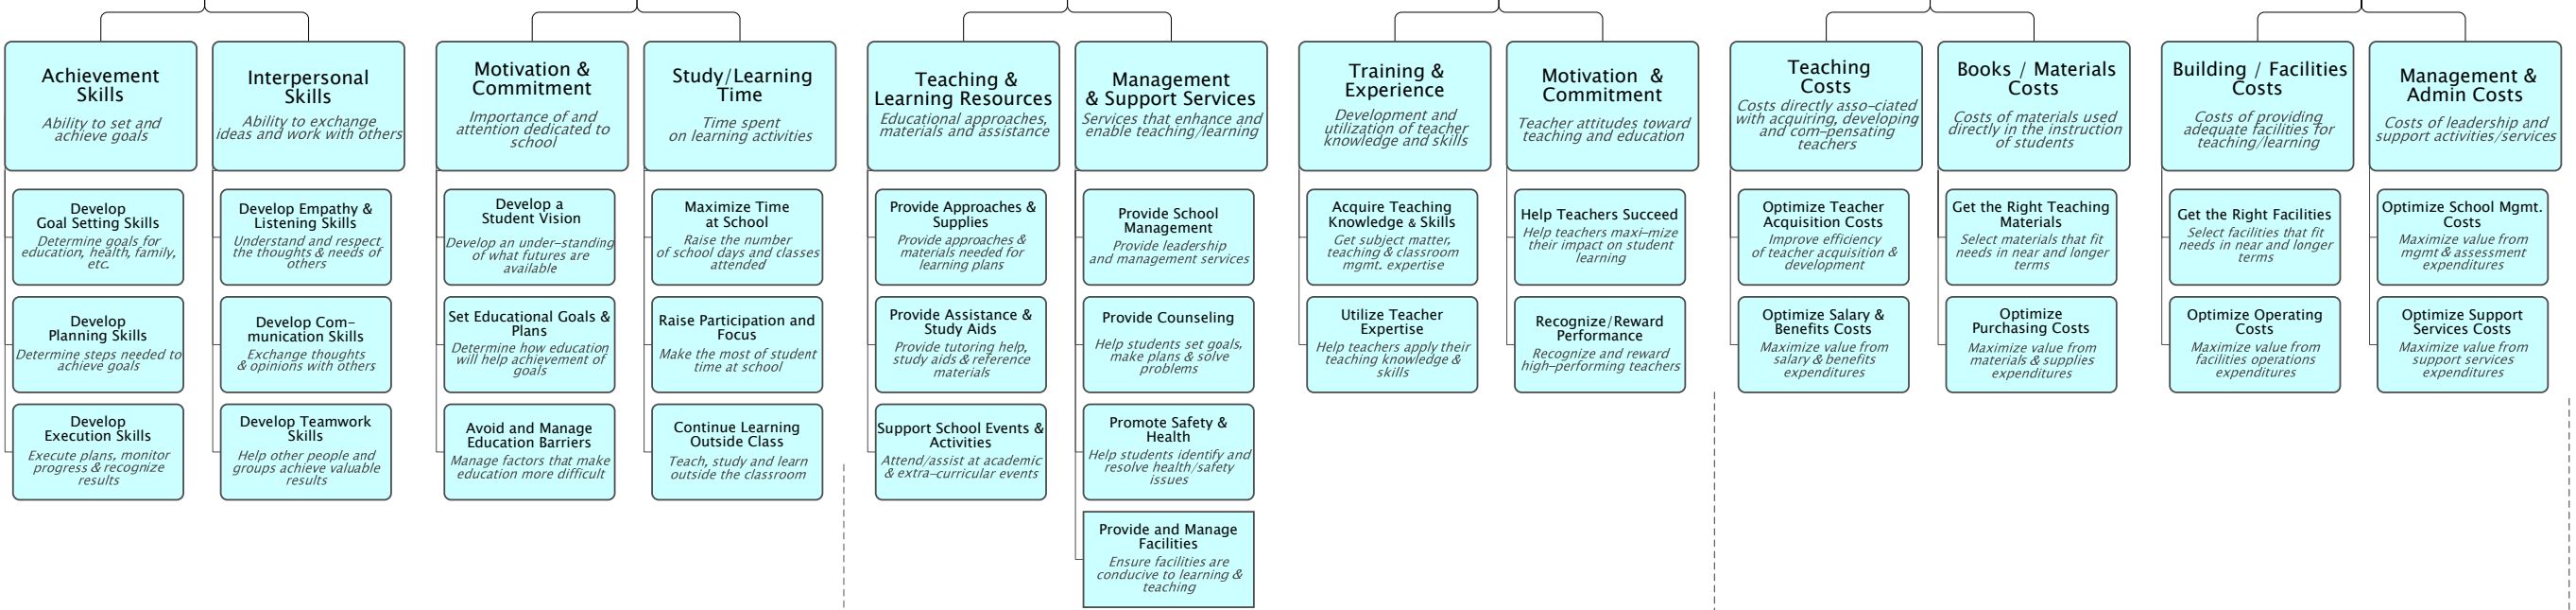 Achievement
Skills
Ability to set and
achieve goals
Develop
Goal Setting Skills
Determine goals for
education, health, family,
etc.
Develop
Planning Skills
Determine steps needed to
achieve goals
Develop
Execution Skills
Execute plans, monitor
progress & recognize
results
Interpersonal
Skills
Ability to exchange
ideas and work with others
Develop Empathy &
Listening Skills
Understand and respect
the thoughts & needs of
others
Develop Com-
munication Skills
Exchange thoughts
& opinions with others
Develop Teamwork
Skills
Help other people and
groups achieve valuable
results
Motivation &
Commitment
Importance of and
attention dedicated to
school
Develop a
Student Vision
Develop an under-standing
of what futures are
available
Set Educational Goals &
Plans
Determine how education
will help achievement of
goals
Avoid and Manage
Education Barriers
Manage factors that make
education more difficult
Study/Learning
Time
Time spent
on learning activities
Maximize Time
at School
Raise the number
of school days and classes
attended
Raise Participation and
Focus
Make the most of student
time at school
Continue Learning
Outside Class
Teach, study and learn
outside the classroom
Teaching &
Learning Resources
Educational approaches,
materials and assistance
Provide Approaches &
Supplies
Provide approaches &
materials needed for
learning plans
Provide Assistance &
Study Aids
Provide tutoring help,
study aids & reference
materials
Support School Events &
Activities
Attend/assist at academic
& extra-curricular events
Management
& Support Services
Services that enhance and
enable teaching/learning
Provide School
Management
Provide leadership
and management services
Provide Counseling
Help students set goals,
make plans & solve
problems
Promote Safety &
Health
Help students identify and
resolve health/safety
issues
Provide and Manage
Facilities
Ensure facilities are
conducive to learning &
teaching
Training &
Experience
Development and
utilization of teacher
knowledge and skills
Acquire Teaching
Knowledge & Skills
Get subject matter,
teaching & classroom
mgmt. expertise
Utilize Teacher
Expertise
Help teachers apply their
teaching knowledge &
skills
Motivation &
Commitment
Teacher attitudes toward
teaching and education
Help Teachers Succeed
Help teachers maxi-mize
their impact on student
learning
Recognize/Reward
Performance
Recognize and reward
high-performing teachers
Teaching
Costs
Costs directly asso-ciated
with acquiring, developing
and com-pensating
teachers
Optimize Teacher
Acquisition Costs
Improve efficiency
of teacher acquisition &
development
Optimize Salary &
Benefits Costs
Maximize value from
salary & benefits
expenditures
Books / Materials
Costs
Costs of materials used
directly in the instruction
of students
Get the Right Teaching
Materials
Select materials that fit
needs in near and longer
terms
Optimize
Purchasing Costs
Maximize value from
materials & supplies
expenditures
Building / Facilities
Costs
Costs of providing
adequate facilities for
teaching/learning
Get the Right Facilities
Select facilities that fit
needs in near and longer
terms
Optimize Operating
Costs
Maximize value from
facilities operations
expenditures
Management &
Admin Costs
Costs of leadership and
support activities/services
Optimize School Mgmt.
Costs
Maximize value from
mgmt & assessment
expenditures
Optimize Support
Services Costs
Maximize value from
support services
expenditures